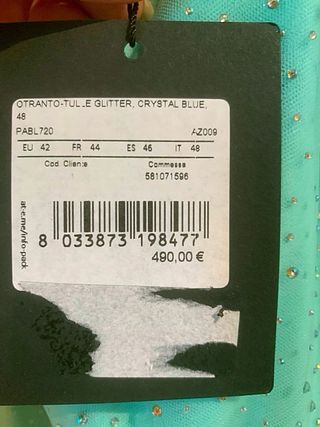 OTRANTO-TULLE GLITTER, CRYSTAL BLUE,
48
PABL720 AZ009
EU 42 FR 44 ES 46 IT 48
Cod Cliente Commessa
581071596
8 033873 198477
490,00 €
at-e.me/info-pack